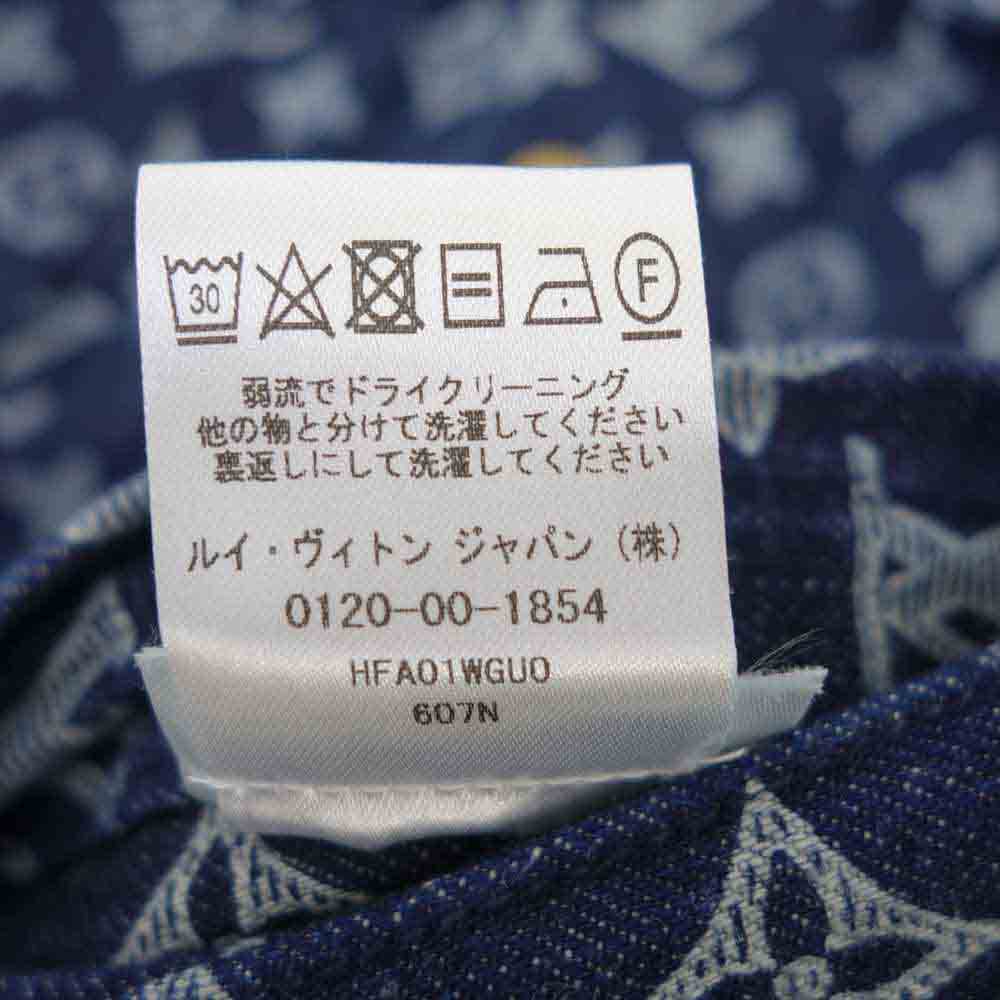 30 F
弱流でドライクリーニング
他の物と分けて洗濯してください
裏返しにして洗濯してください
ルイ・ヴィトン ジャパン (株)
0120-00-1854
HFA01WGU0
607N